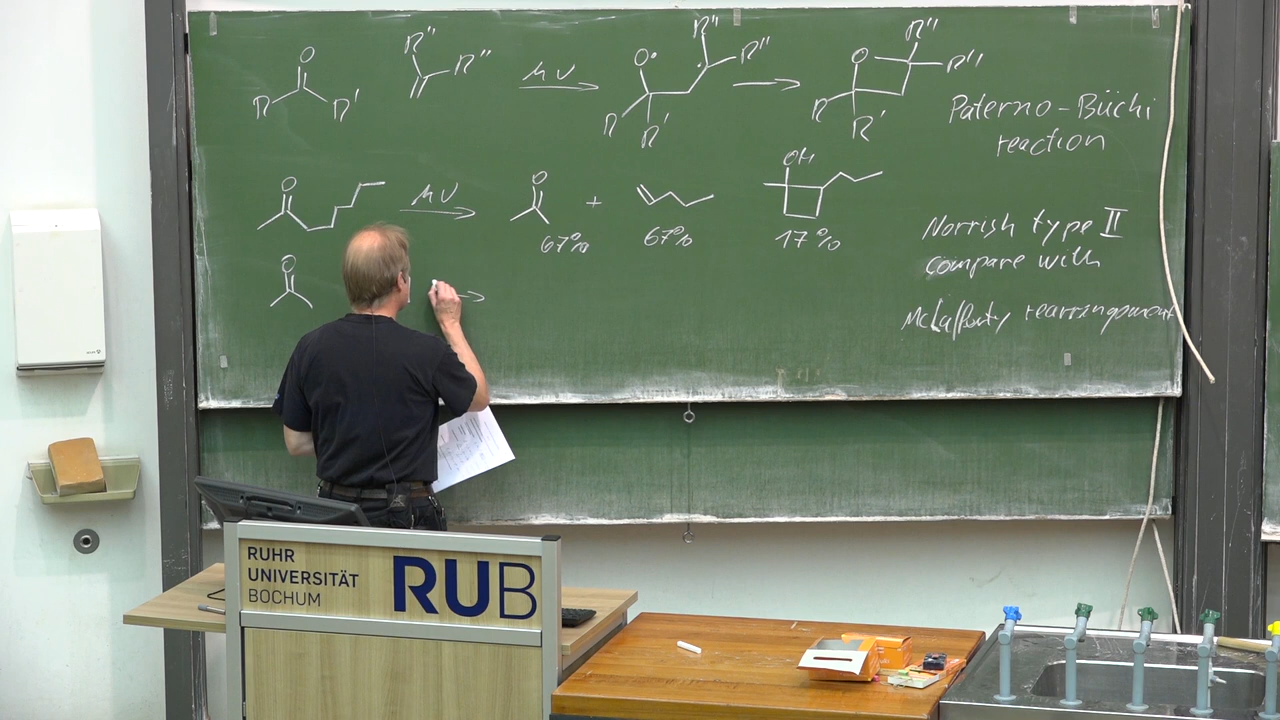 O R'' R'' O• R'' R'' O R'' R''
R R' hν R R' R R'
Paterno-Büchi
reaction
O hν O + OH
67% 67% 17%
Norrish type II
compare with
McLafferty rearrangement
O
RUHR
UNIVERSITÄT
BOCHUM
RUB